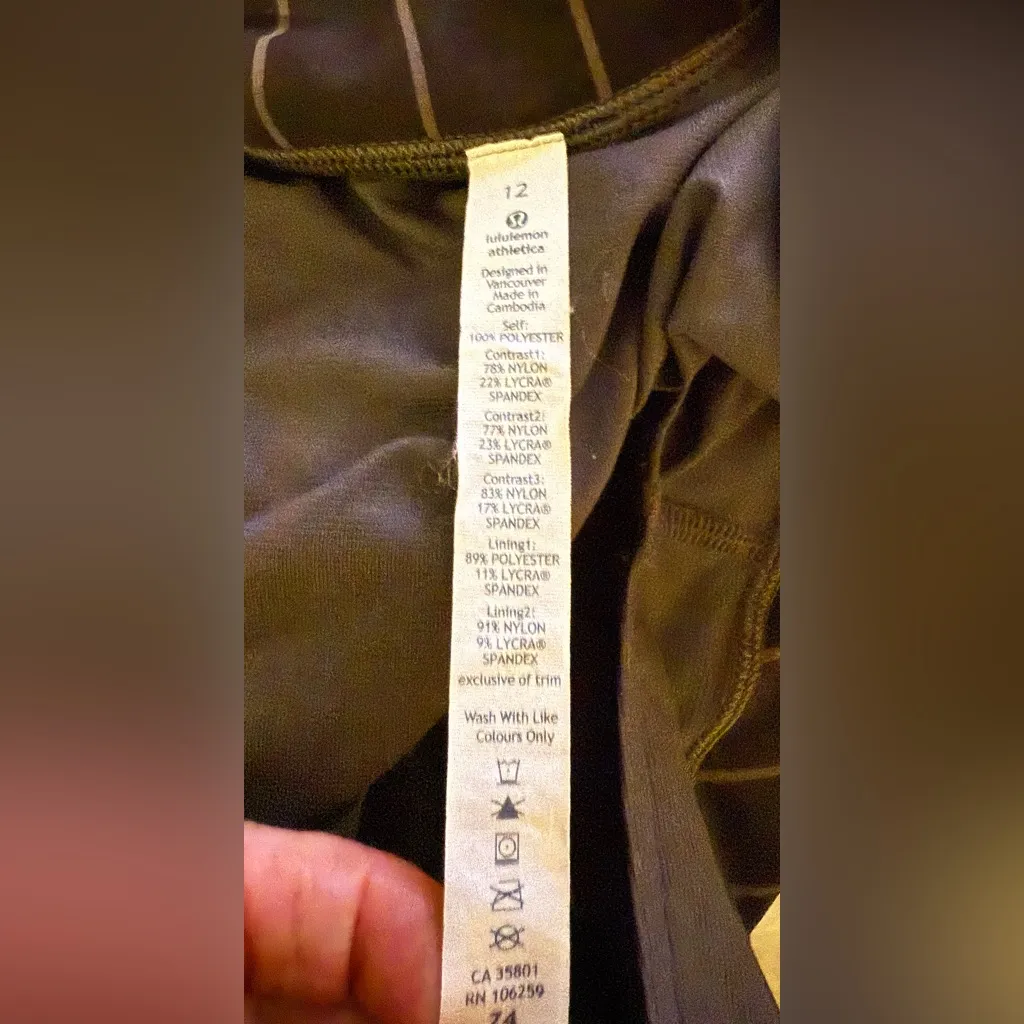 12
lululemon
athletica
Designed in
Vancouver
Made in
Cambodia
Self:
100% POLYESTER
Contrast1:
78% NYLON
22% LYCRA®
SPANDEX
Contrast2:
77% NYLON
23% LYCRA®
SPANDEX
Contrast3:
83% NYLON
17% LYCRA®
SPANDEX
Lining1:
89% POLYESTER
11% LYCRA®
SPANDEX
Lining2:
91% NYLON
9% LYCRA®
SPANDEX
exclusive of trim
Wash With Like
Colours Only
CA 35801
RN 106259
74